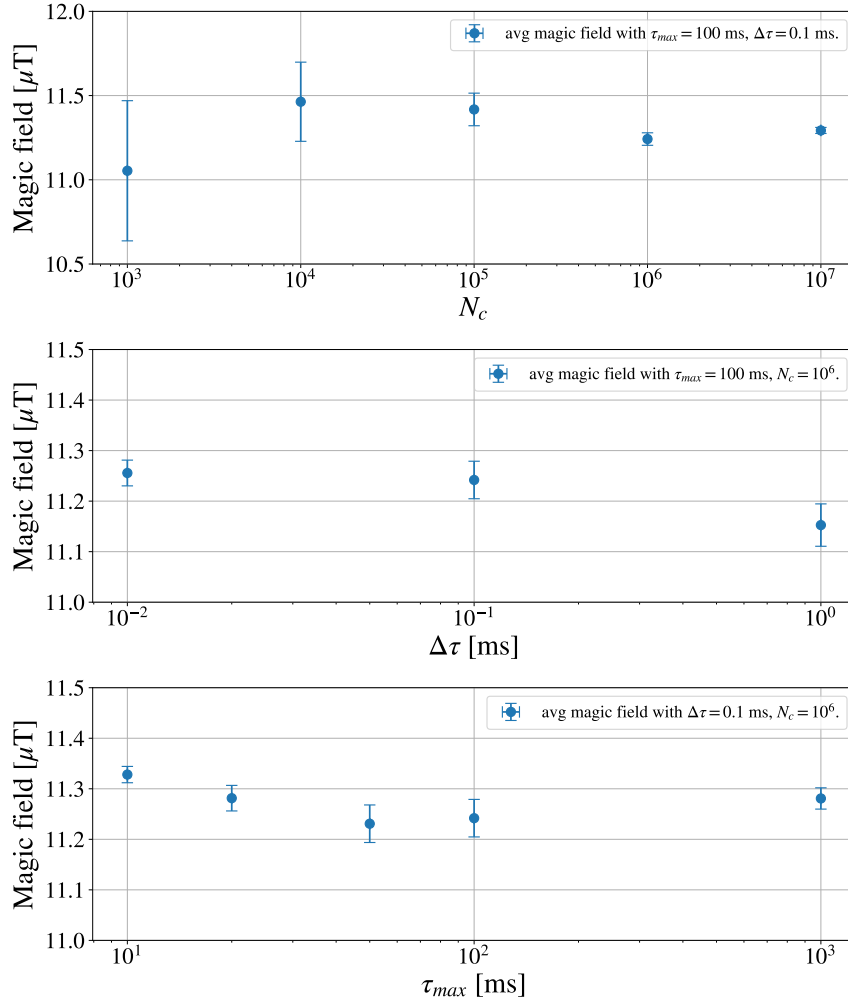 12.0
avg magic field with τmax = 100 ms, Δτ = 0.1 ms.
11.5
11.0
10.5
Magic field [μT]
10³ 10⁴ 10⁵ 10⁶ 10⁷
Nc
11.5
avg magic field with τmax = 100 ms, Nc = 10⁶.
11.4
11.3
11.2
11.1
11.0
Magic field [μT]
10⁻² 10⁻¹ 10⁰
Δτ [ms]
11.5
avg magic field with Δτ = 0.1 ms, Nc = 10⁶.
11.4
11.3
11.2
11.1
11.0
Magic field [μT]
10¹ 10² 10³
τmax [ms]